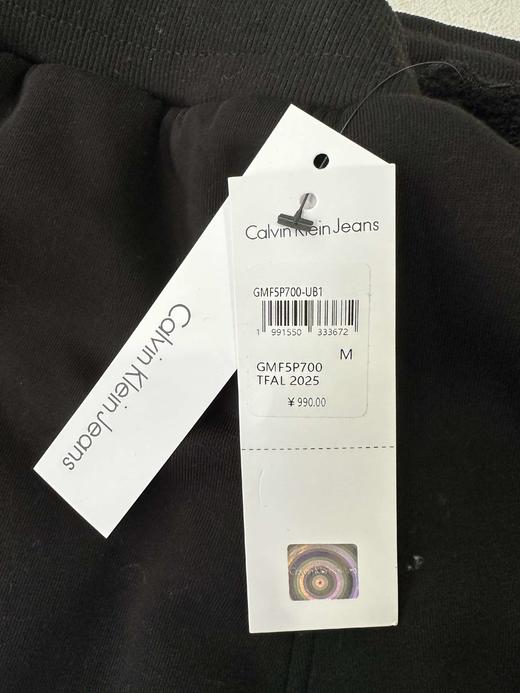 Calvin Klein Jeans
Calvin Klein Jeans
GMF5P700-UB1
1 991550 333672
M
GMF5P700
TFAL 2025
¥ 990.00